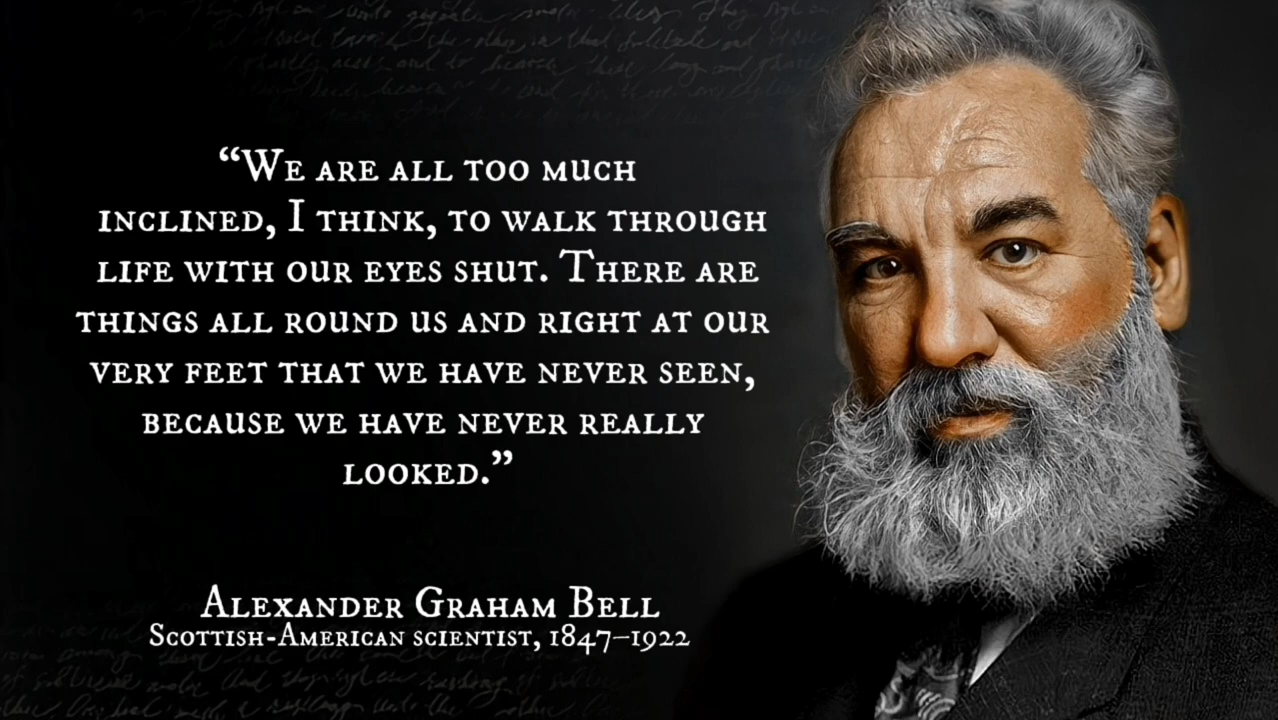 “We are all too much
inclined, I think, to walk through
life with our eyes shut. There are
things all round us and right at our
very feet that we have never seen,
because we have never really
looked.”
Alexander Graham Bell
Scottish-American scientist, 1847–1922